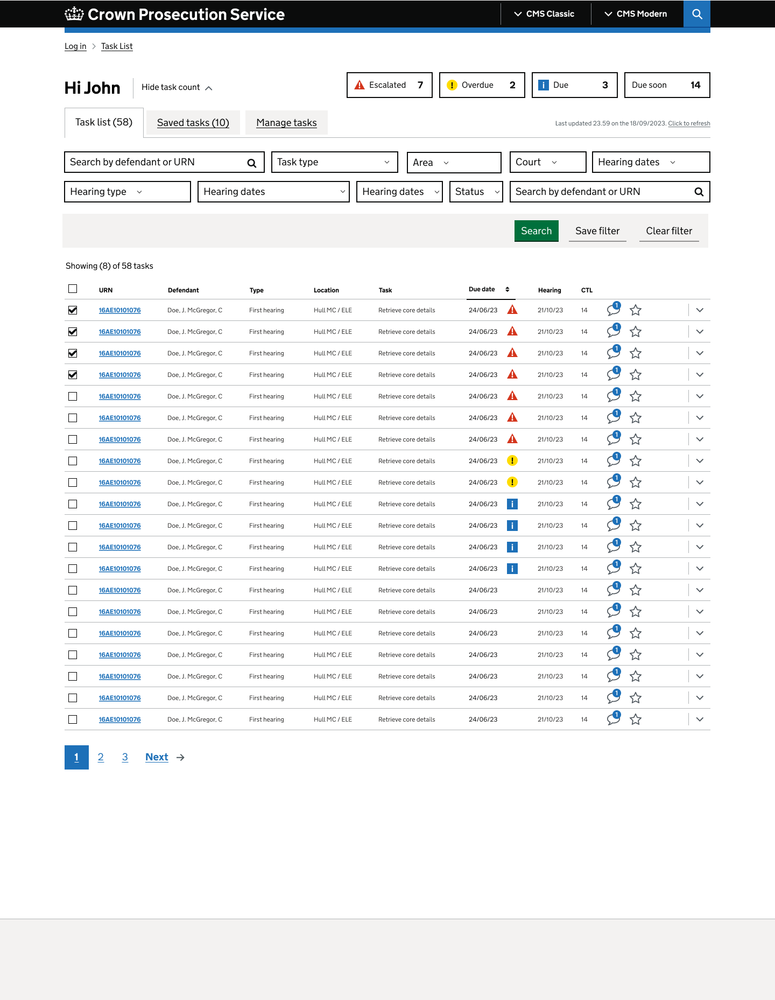 Crown Prosecution Service CMS Classic CMS Modern
Log in Task List
Hi John Hide task count Escalated 7 Overdue 2 Due 3 Due soon 14
Task list (58) Saved tasks (10) Manage tasks Last updated 23.59 on the 18/09/2023. Click to refresh
Search by defendant or URN Task type Area Court Hearing dates
Hearing type Hearing dates Hearing dates Status Search by defendant or URN
Search Save filter Clear filter
Showing (8) of 58 tasks
URN Defendant Type Location Task Due date Hearing CTL
16AE10101076 Doe, J. McGregor, C First hearing Hull MC / ELE Retrieve core details 24/06/23 ! 21/10/23 14 1
16AE10101076 Doe, J. McGregor, C First hearing Hull MC / ELE Retrieve core details 24/06/23 ! 21/10/23 14 1
16AE10101076 Doe, J. McGregor, C First hearing Hull MC / ELE Retrieve core details 24/06/23 ! 21/10/23 14 1
16AE10101076 Doe, J. McGregor, C First hearing Hull MC / ELE Retrieve core details 24/06/23 ! 21/10/23 14 1
16AE10101076 Doe, J. McGregor, C First hearing Hull MC / ELE Retrieve core details 24/06/23 ! 21/10/23 14 1
16AE10101076 Doe, J. McGregor, C First hearing Hull MC / ELE Retrieve core details 24/06/23 ! 21/10/23 14 1
16AE10101076 Doe, J. McGregor, C First hearing Hull MC / ELE Retrieve core details 24/06/23 ! 21/10/23 14 1
16AE10101076 Doe, J. McGregor, C First hearing Hull MC / ELE Retrieve core details 24/06/23 ! 21/10/23 14 1
16AE10101076 Doe, J. McGregor, C First hearing Hull MC / ELE Retrieve core details 24/06/23 ! 21/10/23 14 1
16AE10101076 Doe, J. McGregor, C First hearing Hull MC / ELE Retrieve core details 24/06/23 i 21/10/23 14 1
16AE10101076 Doe, J. McGregor, C First hearing Hull MC / ELE Retrieve core details 24/06/23 i 21/10/23 14 1
16AE10101076 Doe, J. McGregor, C First hearing Hull MC / ELE Retrieve core details 24/06/23 i 21/10/23 14 1
16AE10101076 Doe, J. McGregor, C First hearing Hull MC / ELE Retrieve core details 24/06/23 i 21/10/23 14 1
16AE10101076 Doe, J. McGregor, C First hearing Hull MC / ELE Retrieve core details 24/06/23 21/10/23 14 1
16AE10101076 Doe, J. McGregor, C First hearing Hull MC / ELE Retrieve core details 24/06/23 21/10/23 14 1
16AE10101076 Doe, J. McGregor, C First hearing Hull MC / ELE Retrieve core details 24/06/23 21/10/23 14 1
16AE10101076 Doe, J. McGregor, C First hearing Hull MC / ELE Retrieve core details 24/06/23 21/10/23 14 1
16AE10101076 Doe, J. McGregor, C First hearing Hull MC / ELE Retrieve core details 24/06/23 21/10/23 14 1
16AE10101076 Doe, J. McGregor, C First hearing Hull MC / ELE Retrieve core details 24/06/23 21/10/23 14 1
16AE10101076 Doe, J. McGregor, C First hearing Hull MC / ELE Retrieve core details 24/06/23 21/10/23 14 1
1 2 3 Next